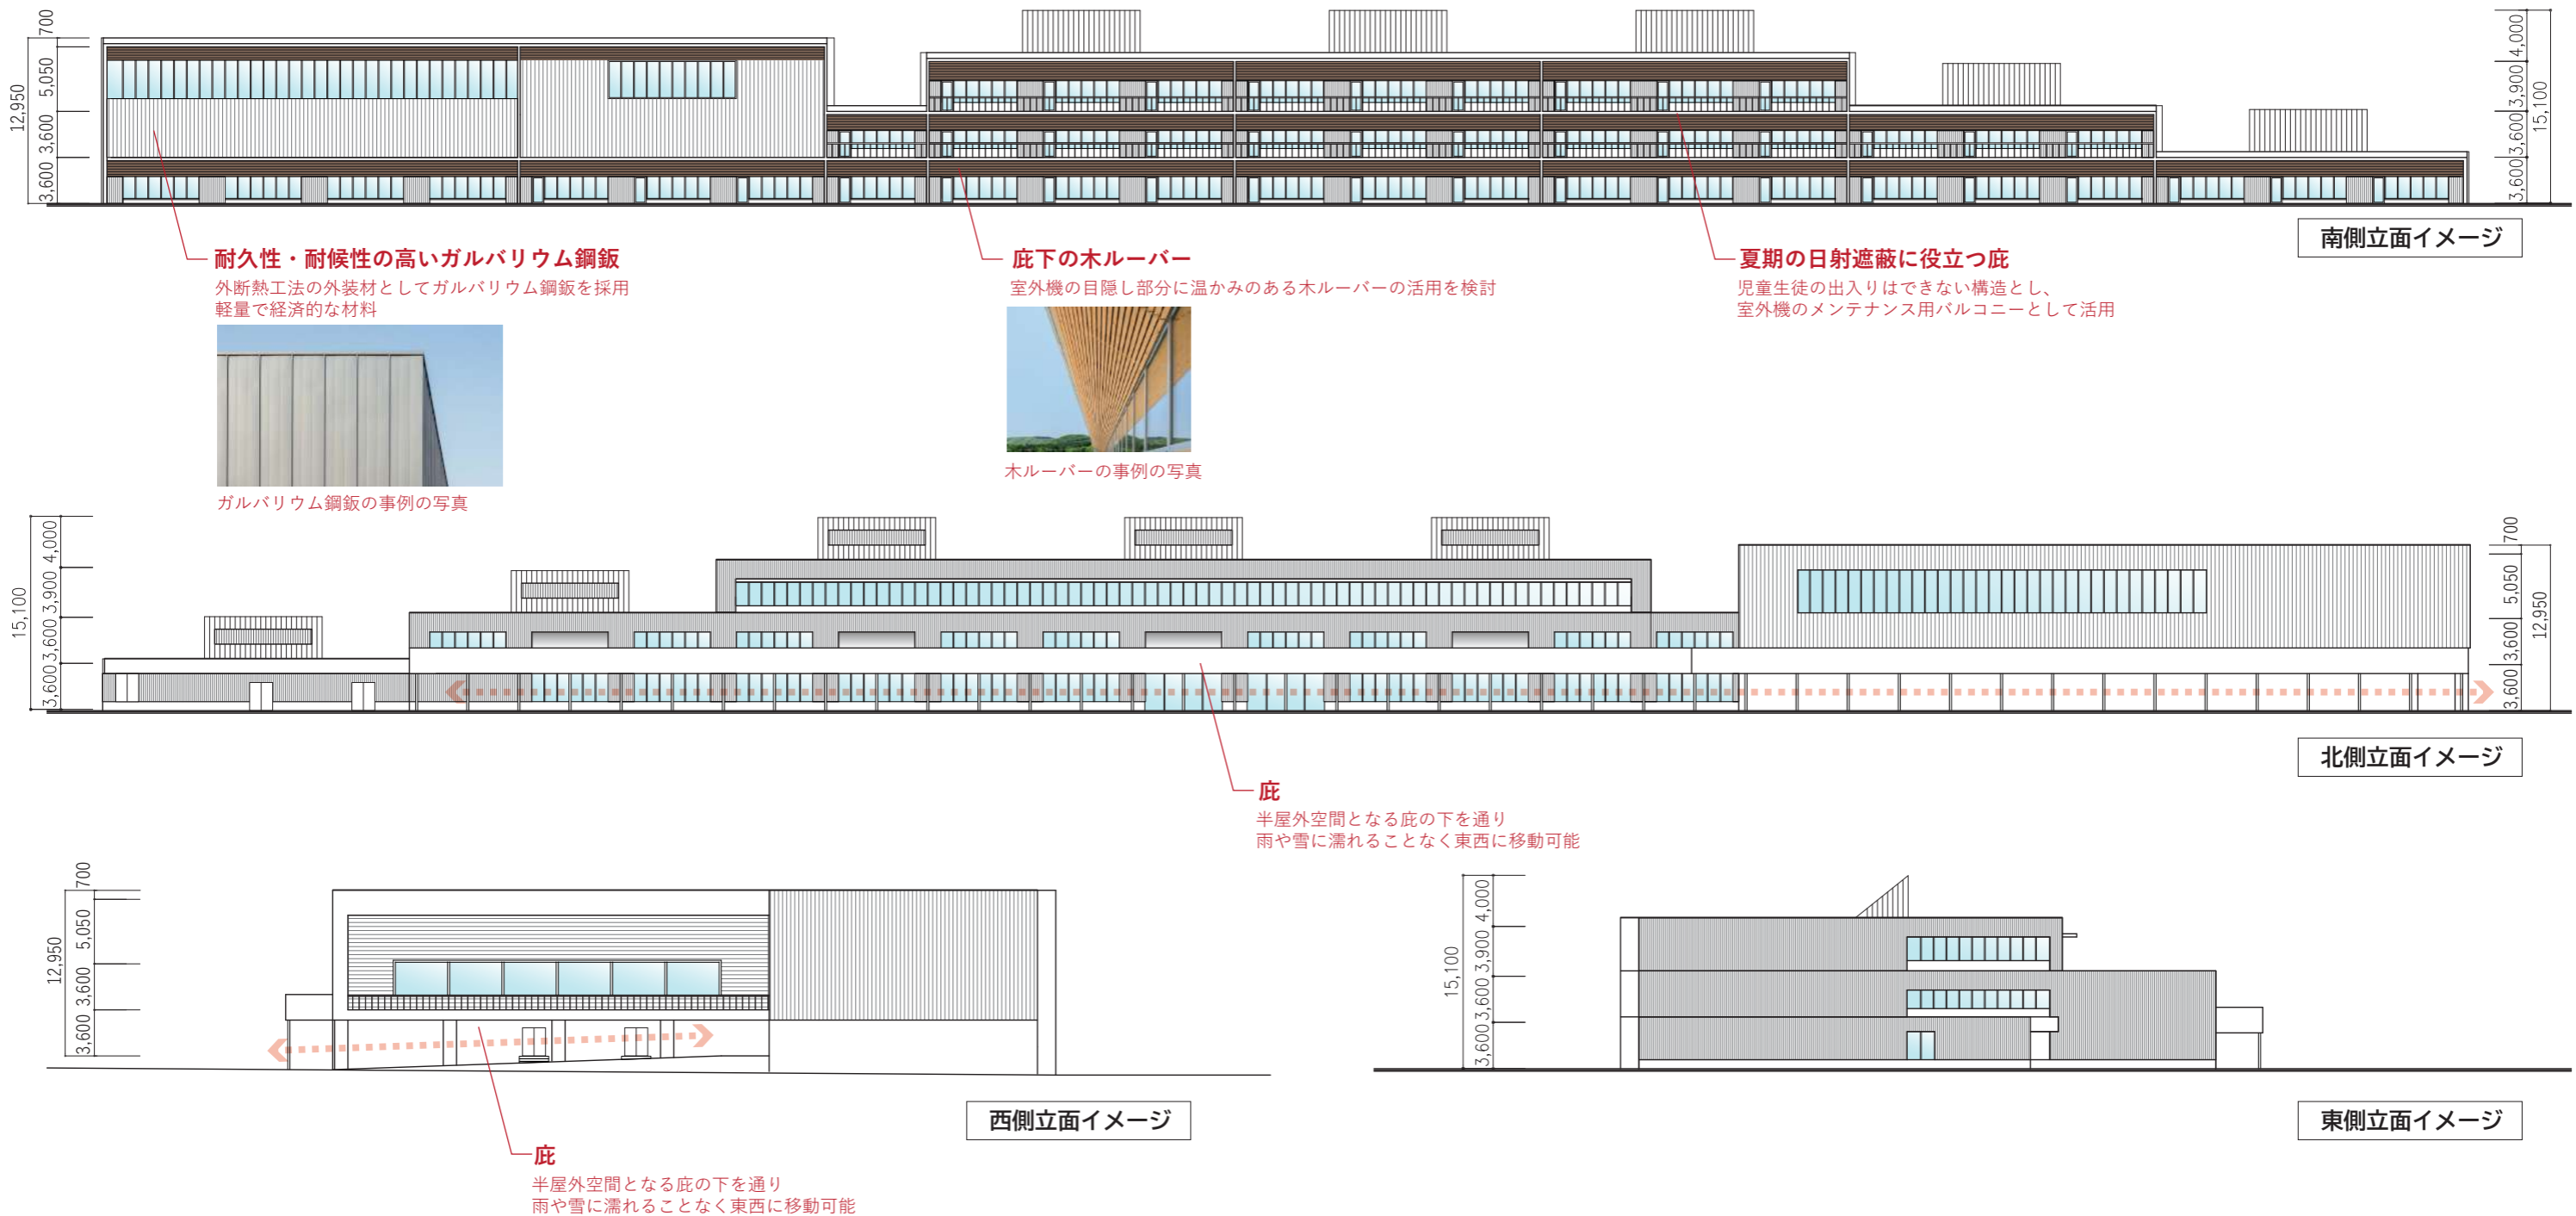 700
5,050
3,600
3,600
12,950
4,000
3,900
3,600
3,600
15,100
南側立面イメージ
耐久性・耐候性の高いガルバリウム鋼鈑
外断熱工法の外装材としてガルバリウム鋼鈑を採用
軽量で経済的な材料
ガルバリウム鋼鈑の事例の写真
庇下の木ルーバー
室外機の目隠し部分に温かみのある木ルーバーの活用を検討
木ルーバーの事例の写真
夏期の日射遮蔽に役立つ庇
児童生徒の出入りはできない構造とし、
室外機のメンテナンス用バルコニーとして活用
4,000
3,900
3,600
3,600
15,100
700
5,050
3,600
3,600
12,950
北側立面イメージ
庇
半屋外空間となる庇の下を通り
雨や雪に濡れることなく東西に移動可能
700
5,050
3,600
3,600
12,950
西側立面イメージ
庇
半屋外空間となる庇の下を通り
雨や雪に濡れることなく東西に移動可能
4,000
3,900
3,600
3,600
15,100
東側立面イメージ